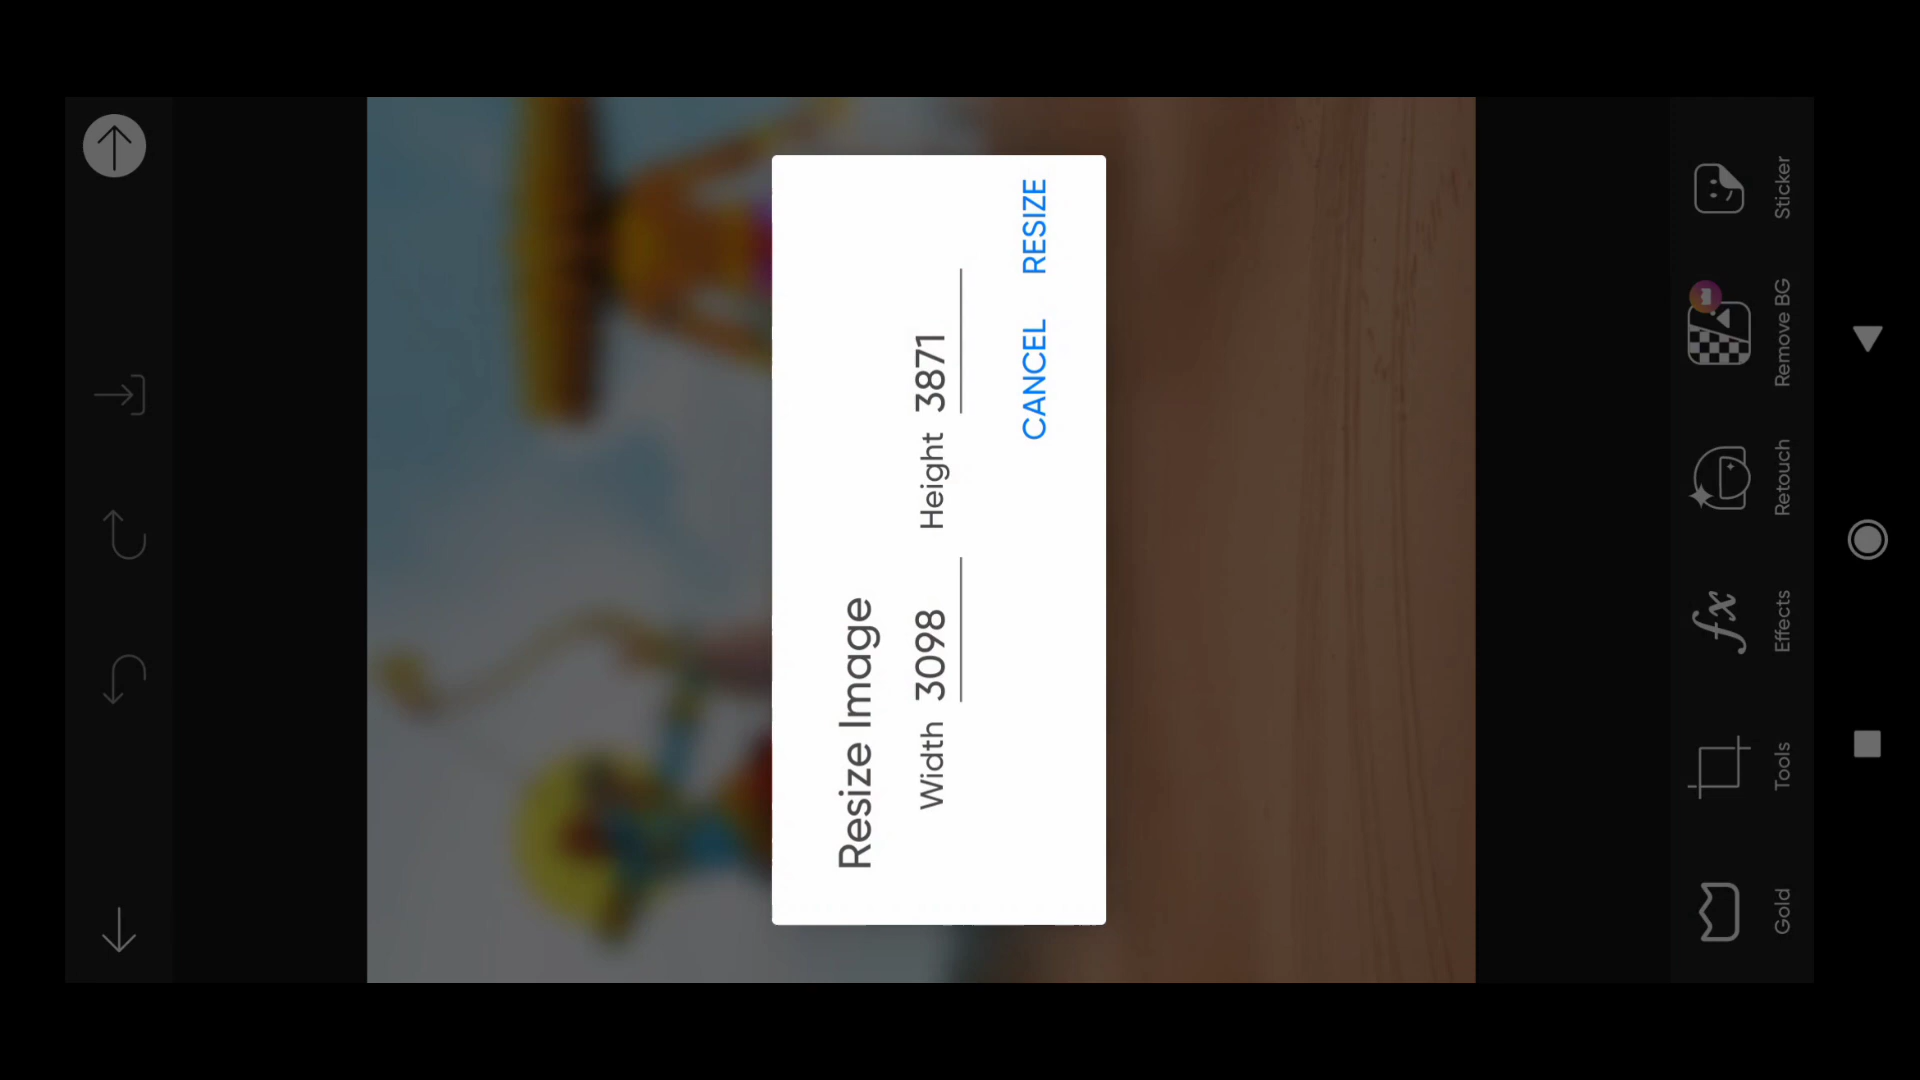 Resize Image
Width 3098 Height 3871
CANCEL RESIZE
Gold Tools Effects Retouch Remove BG Sticker